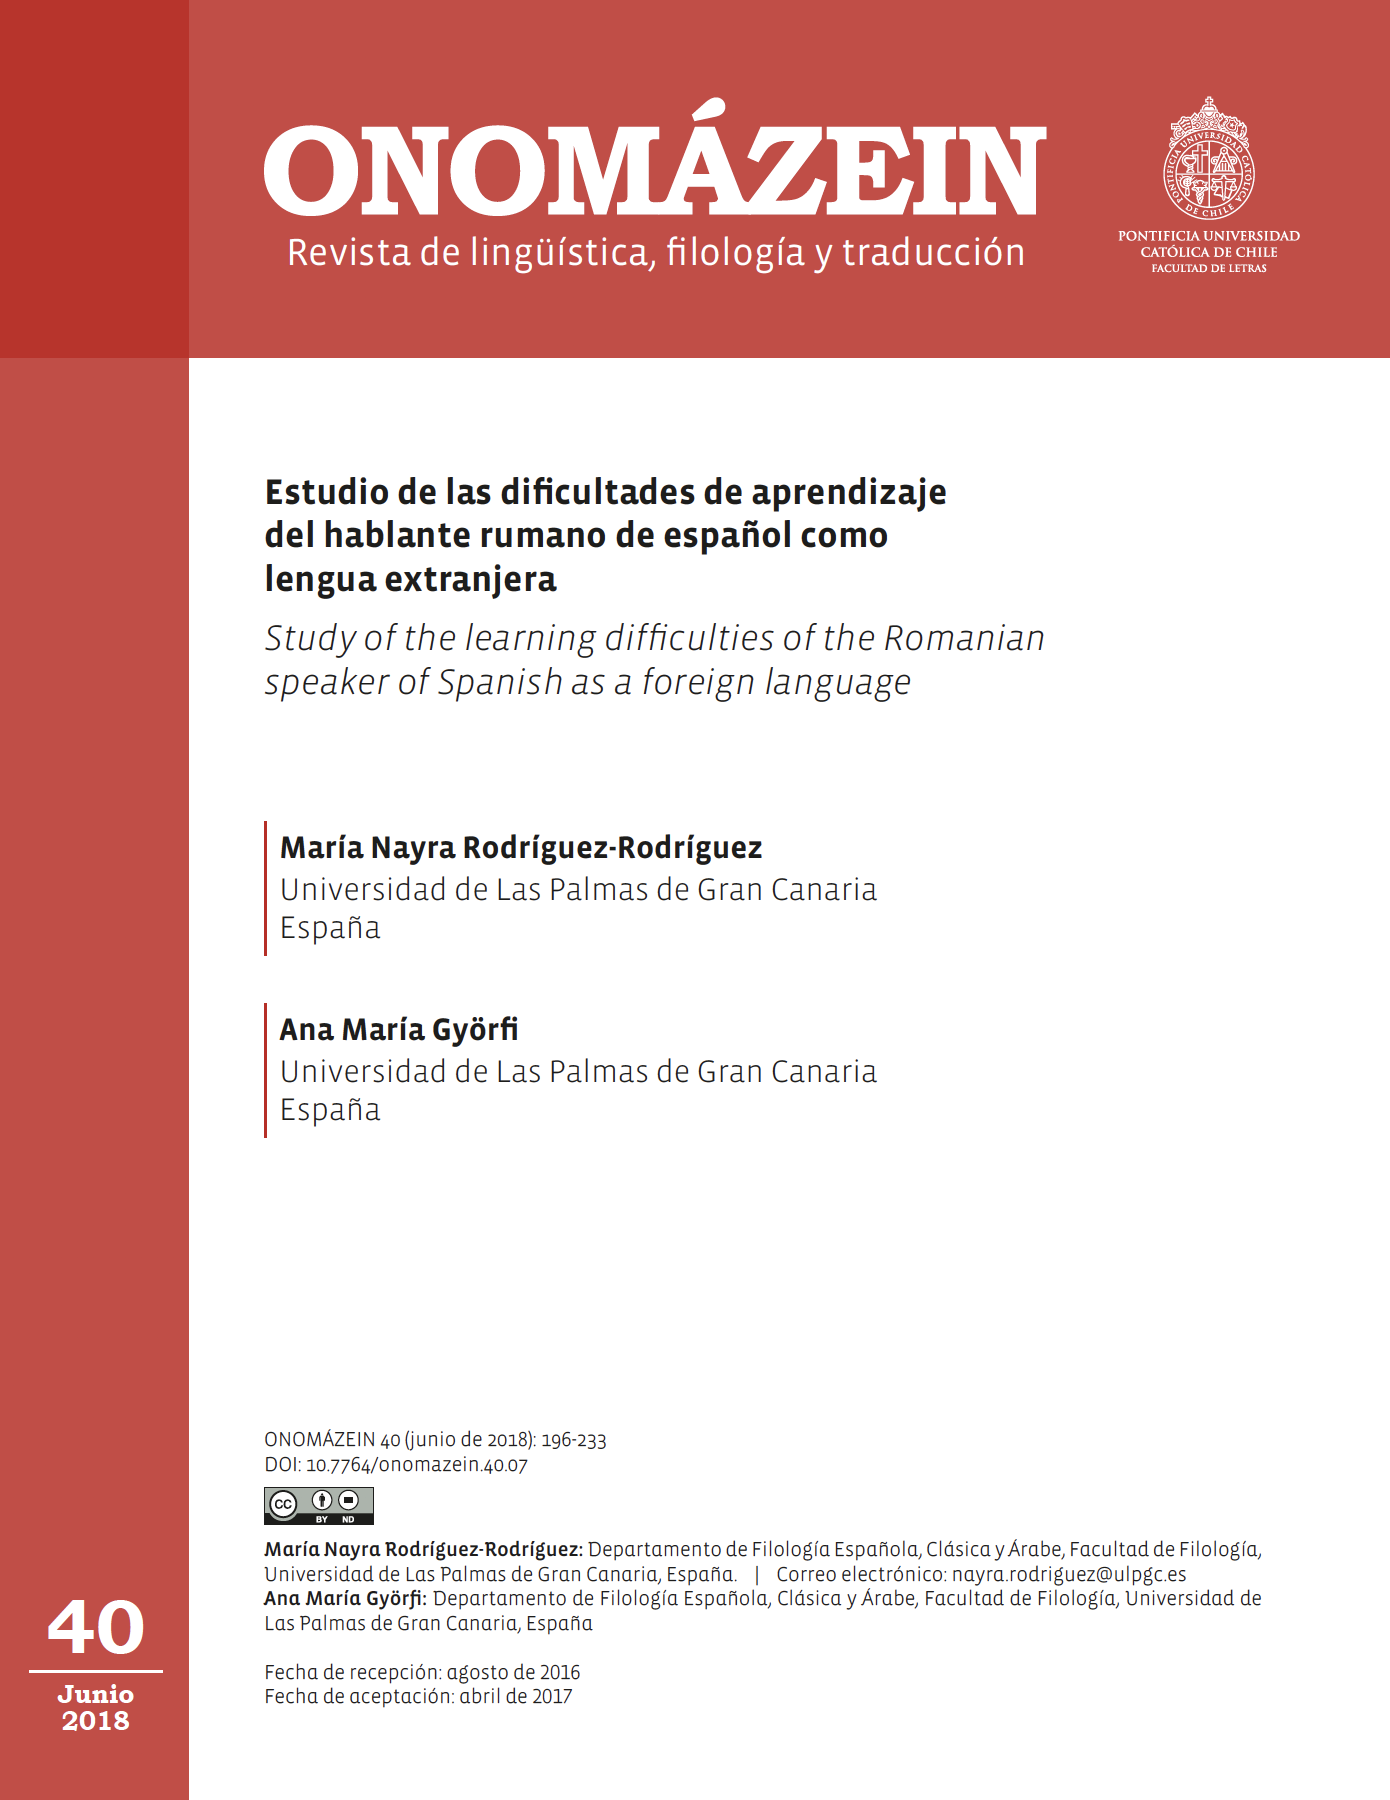 ONOMÁZEIN
Revista de lingüística, filología y traducción
PONTIFICIA UNIVERSIDAD CATÓLICA DE CHILE
PONTIFICIA UNIVERSIDAD
CATÓLICA DE CHILE
FACULTAD DE LETRAS
Estudio de las dificultades de aprendizaje
del hablante rumano de español como
lengua extranjera
Study of the learning difficulties of the Romanian
speaker of Spanish as a foreign language
María Nayra Rodríguez-Rodríguez
Universidad de Las Palmas de Gran Canaria
España
Ana María Györfi
Universidad de Las Palmas de Gran Canaria
España
ONOMÁZEIN 40 (junio de 2018): 196-233
DOI: 10.7764/onomazein.40.07
CC BY ND
María Nayra Rodríguez-Rodríguez: Departamento de Filología Española, Clásica y Árabe, Facultad de Filología,
Universidad de Las Palmas de Gran Canaria, España. | Correo electrónico: nayra.rodriguez@ulpgc.es
Ana María Györfi: Departamento de Filología Española, Clásica y Árabe, Facultad de Filología, Universidad de
Las Palmas de Gran Canaria, España
Fecha de recepción: agosto de 2016
Fecha de aceptación: abril de 2017
40
Junio
2018